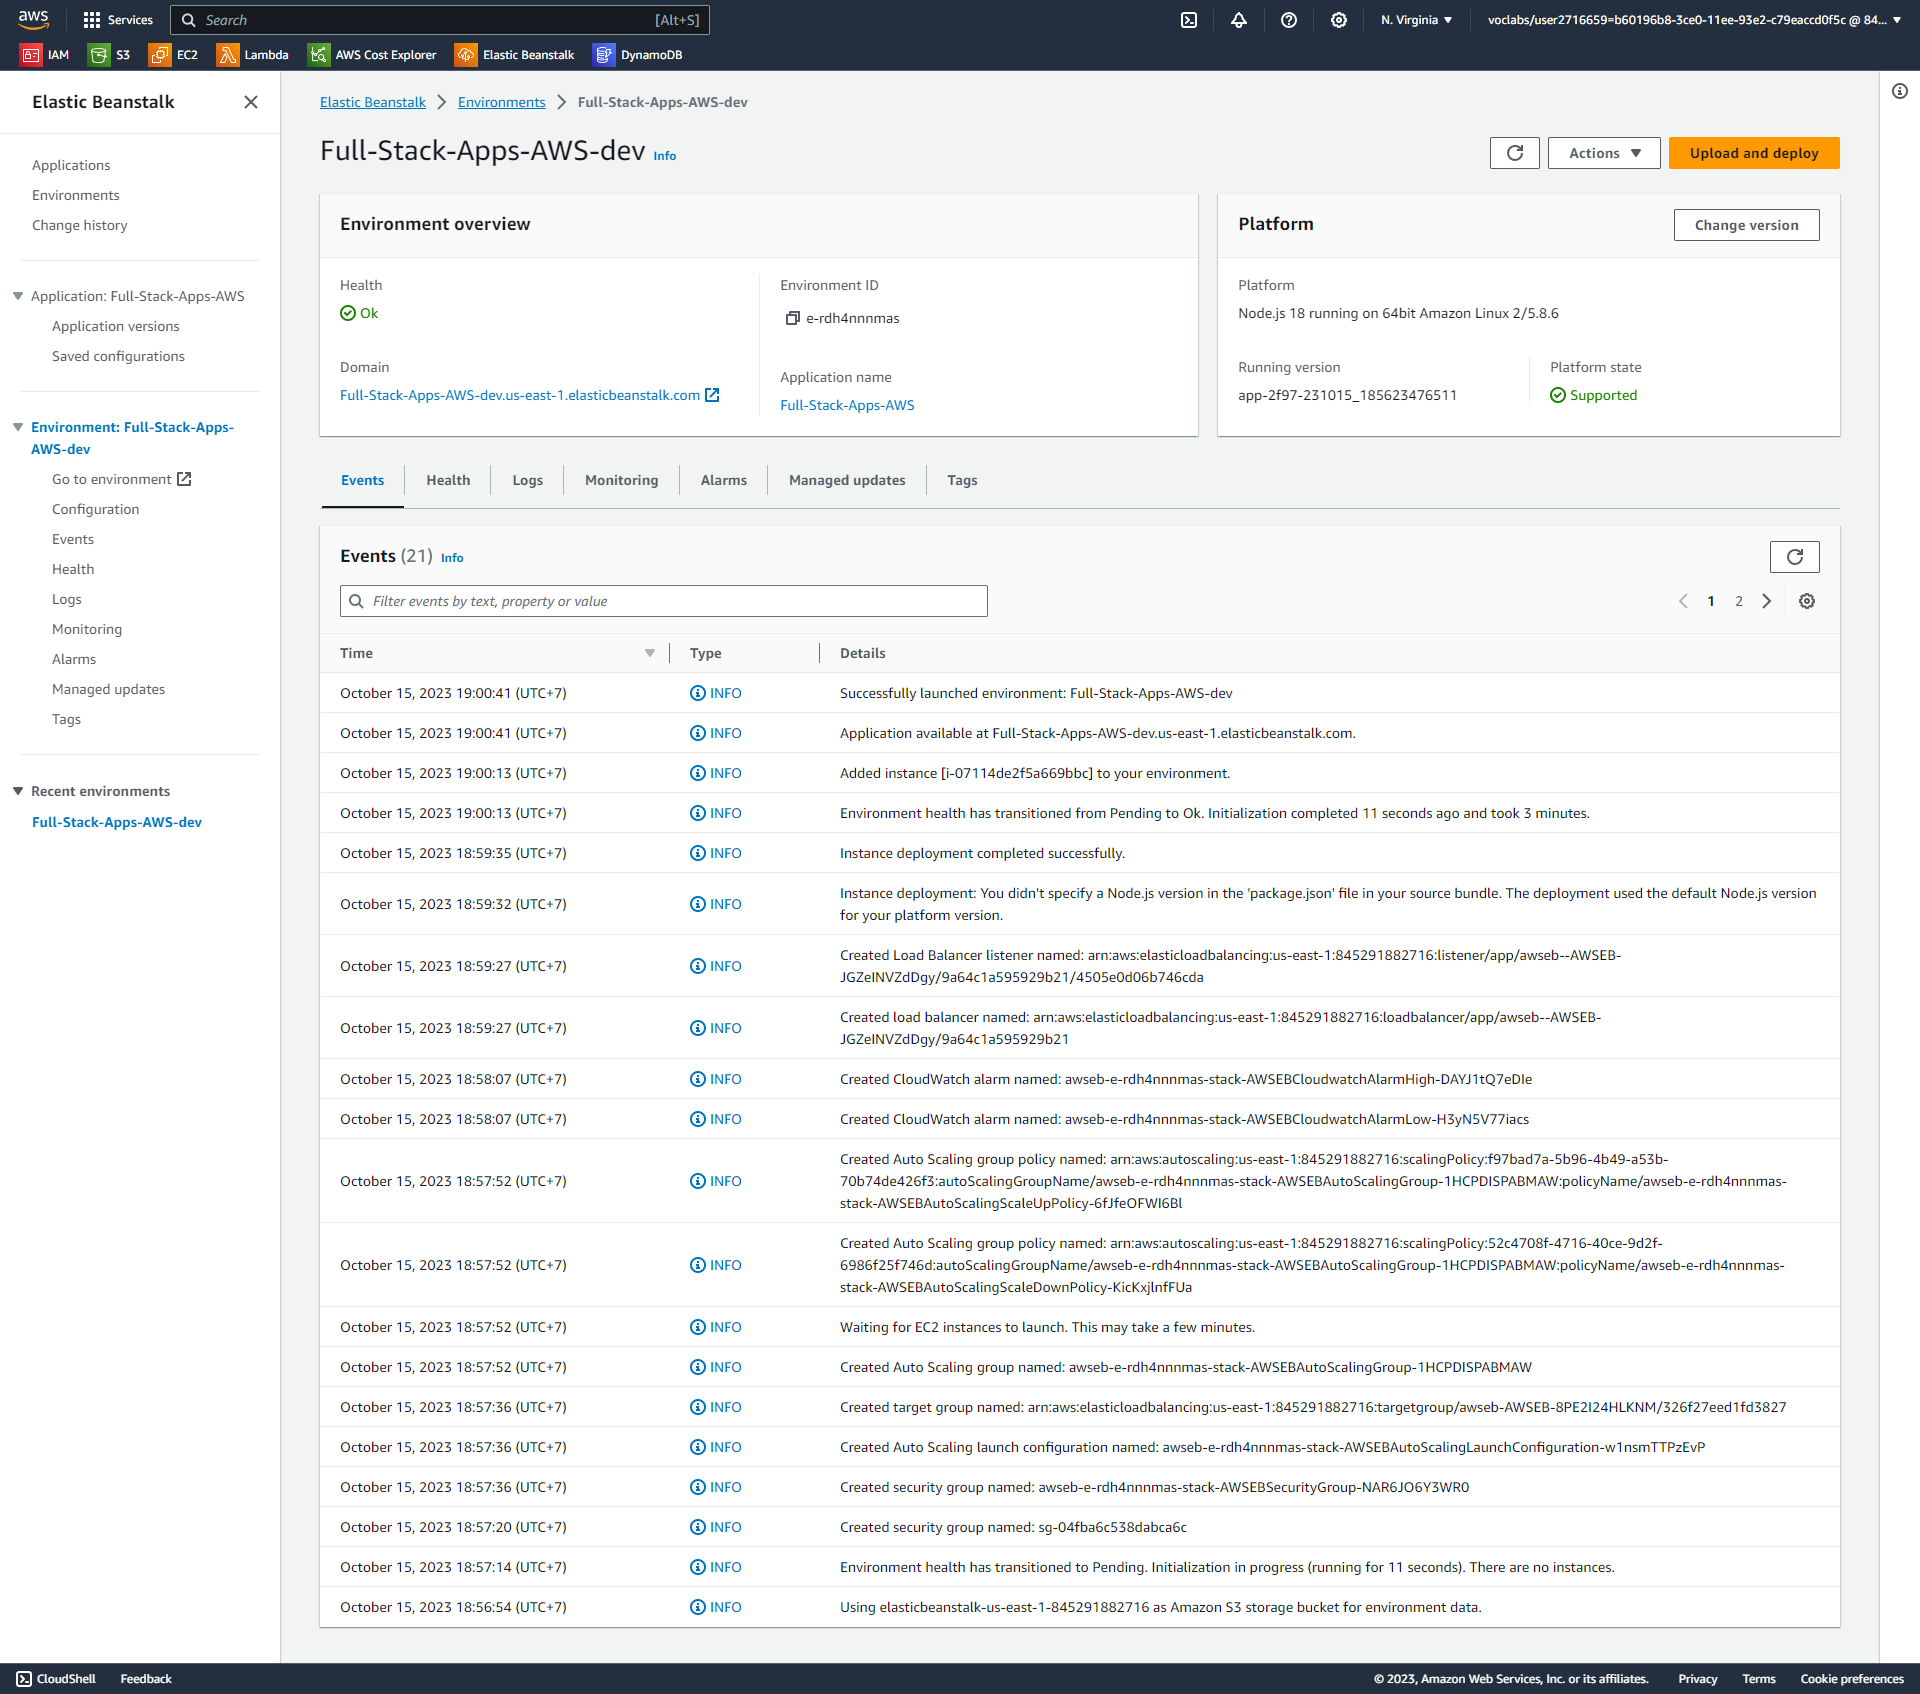 aws
Services
Search
[Alt+S]
N. Virginia
voclabs/user2716659=b60196b8-3ce0-11ee-93e2-c79eaccd0f5c @ 84...
IAM
S3
EC2
Lambda
AWS Cost Explorer
Elastic Beanstalk
DynamoDB
Elastic Beanstalk
Applications
Environments
Change history
Application: Full-Stack-Apps-AWS
Application versions
Saved configurations
Environment: Full-Stack-Apps-
AWS-dev
Go to environment
Configuration
Events
Health
Logs
Monitoring
Alarms
Managed updates
Tags
Recent environments
Full-Stack-Apps-AWS-dev
Elastic Beanstalk
Environments
Full-Stack-Apps-AWS-dev
Full-Stack-Apps-AWS-dev Info
Actions
Upload and deploy
Environment overview
Health
Ok
Domain
Full-Stack-Apps-AWS-dev.us-east-1.elasticbeanstalk.com
Environment ID
e-rdh4nnnmas
Application name
Full-Stack-Apps-AWS
Platform
Change version
Platform
Node.js 18 running on 64bit Amazon Linux 2/5.8.6
Running version
app-2f97-231015_185623476511
Platform state
Supported
Events
Health
Logs
Monitoring
Alarms
Managed updates
Tags
Events (21) Info
Filter events by text, property or value
1
2
Time
Type
Details
October 15, 2023 19:00:41 (UTC+7)
INFO
Successfully launched environment: Full-Stack-Apps-AWS-dev
October 15, 2023 19:00:41 (UTC+7)
INFO
Application available at Full-Stack-Apps-AWS-dev.us-east-1.elasticbeanstalk.com.
October 15, 2023 19:00:13 (UTC+7)
INFO
Added instance [i-07114de2f5a669bbc] to your environment.
October 15, 2023 19:00:13 (UTC+7)
INFO
Environment health has transitioned from Pending to Ok. Initialization completed 11 seconds ago and took 3 minutes.
October 15, 2023 18:59:35 (UTC+7)
INFO
Instance deployment completed successfully.
October 15, 2023 18:59:32 (UTC+7)
INFO
Instance deployment: You didn't specify a Node.js version in the 'package.json' file in your source bundle. The deployment used the default Node.js version
for your platform version.
October 15, 2023 18:59:27 (UTC+7)
INFO
Created Load Balancer listener named: arn:aws:elasticloadbalancing:us-east-1:845291882716:listener/app/awseb--AWSEB-
JGZeINVZdDgy/9a64c1a595929b21/4505e0d06b746cda
October 15, 2023 18:59:27 (UTC+7)
INFO
Created load balancer named: arn:aws:elasticloadbalancing:us-east-1:845291882716:loadbalancer/app/awseb--AWSEB-
JGZeINVZdDgy/9a64c1a595929b21
October 15, 2023 18:58:07 (UTC+7)
INFO
Created CloudWatch alarm named: awseb-e-rdh4nnnmas-stack-AWSEBCloudwatchAlarmHigh-DAYJ1tQ7eDIe
October 15, 2023 18:58:07 (UTC+7)
INFO
Created CloudWatch alarm named: awseb-e-rdh4nnnmas-stack-AWSEBCloudwatchAlarmLow-H3yN5V77iacs
October 15, 2023 18:57:52 (UTC+7)
INFO
Created Auto Scaling group policy named: arn:aws:autoscaling:us-east-1:845291882716:scalingPolicy:f97bad7a-5b96-4b49-a53b-
70b74de426f3:autoScalingGroupName/awseb-e-rdh4nnnmas-stack-AWSEBAutoScalingGroup-1HCPDISPABMAW:policyName/awseb-e-rdh4nnnmas-
stack-AWSEBAutoScalingScaleUpPolicy-6fJfeOFWI6Bl
October 15, 2023 18:57:52 (UTC+7)
INFO
Created Auto Scaling group policy named: arn:aws:autoscaling:us-east-1:845291882716:scalingPolicy:52c4708f-4716-40ce-9d2f-
6986f25f746d:autoScalingGroupName/awseb-e-rdh4nnnmas-stack-AWSEBAutoScalingGroup-1HCPDISPABMAW:policyName/awseb-e-rdh4nnnmas-
stack-AWSEBAutoScalingScaleDownPolicy-KicKxjlnfFUa
October 15, 2023 18:57:52 (UTC+7)
INFO
Waiting for EC2 instances to launch. This may take a few minutes.
October 15, 2023 18:57:52 (UTC+7)
INFO
Created Auto Scaling group named: awseb-e-rdh4nnnmas-stack-AWSEBAutoScalingGroup-1HCPDISPABMAW
October 15, 2023 18:57:36 (UTC+7)
INFO
Created target group named: arn:aws:elasticloadbalancing:us-east-1:845291882716:targetgroup/awseb-AWSEB-8PE2I24HLKNM/326f27eed1fd3827
October 15, 2023 18:57:36 (UTC+7)
INFO
Created Auto Scaling launch configuration named: awseb-e-rdh4nnnmas-stack-AWSEBAutoScalingLaunchConfiguration-w1nsmTTPzEvP
October 15, 2023 18:57:36 (UTC+7)
INFO
Created security group named: awseb-e-rdh4nnnmas-stack-AWSEBSecurityGroup-NAR6JO6Y3WR0
October 15, 2023 18:57:20 (UTC+7)
INFO
Created security group named: sg-04fba6c538dabca6c
October 15, 2023 18:57:14 (UTC+7)
INFO
Environment health has transitioned to Pending. Initialization in progress (running for 11 seconds). There are no instances.
October 15, 2023 18:56:54 (UTC+7)
INFO
Using elasticbeanstalk-us-east-1-845291882716 as Amazon S3 storage bucket for environment data.
CloudShell
Feedback
© 2023, Amazon Web Services, Inc. or its affiliates.
Privacy
Terms
Cookie preferences